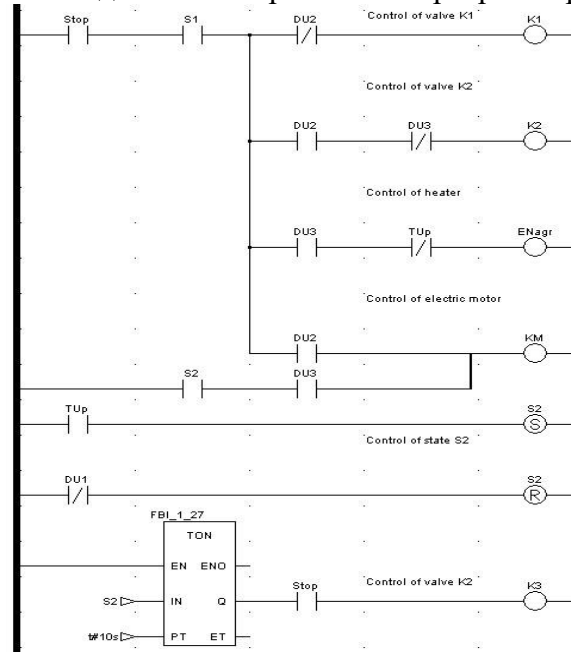 Stop S1 DU2 Control of valve K1 K1
Control of valve K2
DU2 DU3 K2
Control of heater
DU3 TUp ENagr
Control of electric motor
DU2 KM
S2 DU3
TUp S2
S
Control of state S2
DU1 S2
R
FBI_1_27
TON
EN ENO
Stop Control of valve K2 K3
S2 IN Q
t#10s PT ET